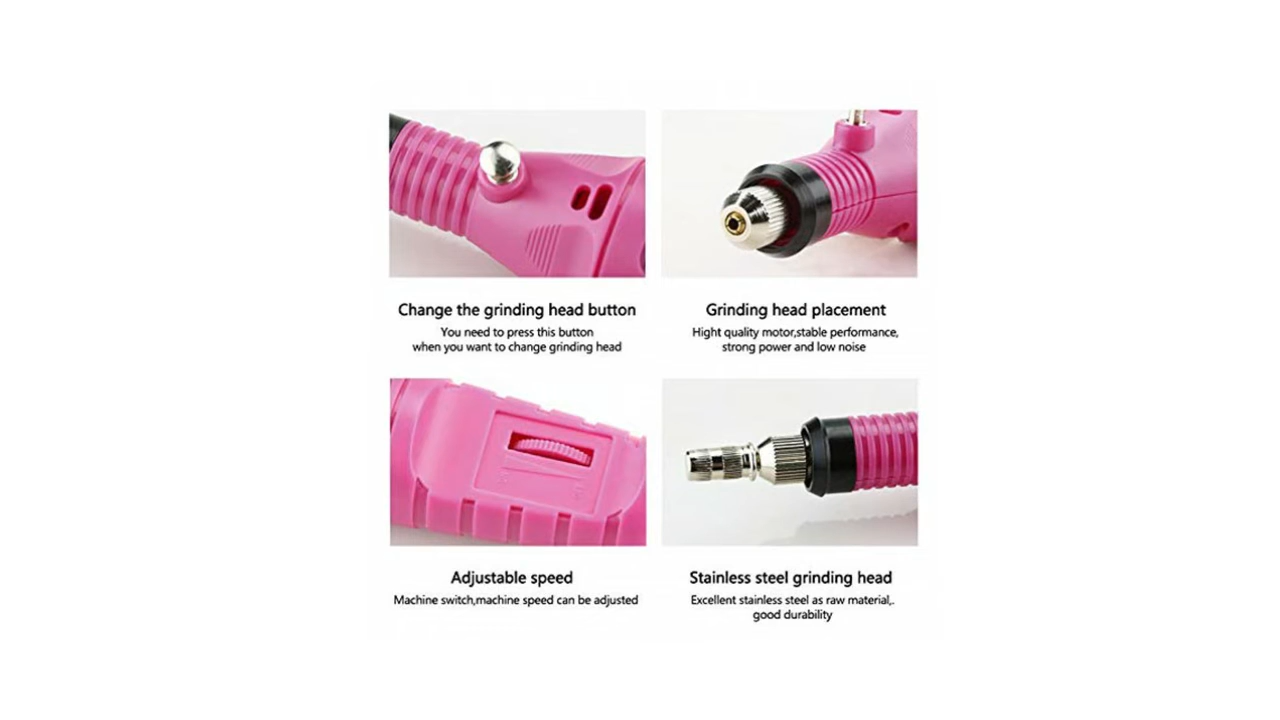 Change the grinding head button
You need to press this button
when you want to change grinding head
Grinding head placement
Hight quality motor,stable performance,
strong power and low noise
Adjustable speed
Machine switch,machine speed can be adjusted
Stainless steel grinding head
Excellent stainless steel as raw material,.
good durability